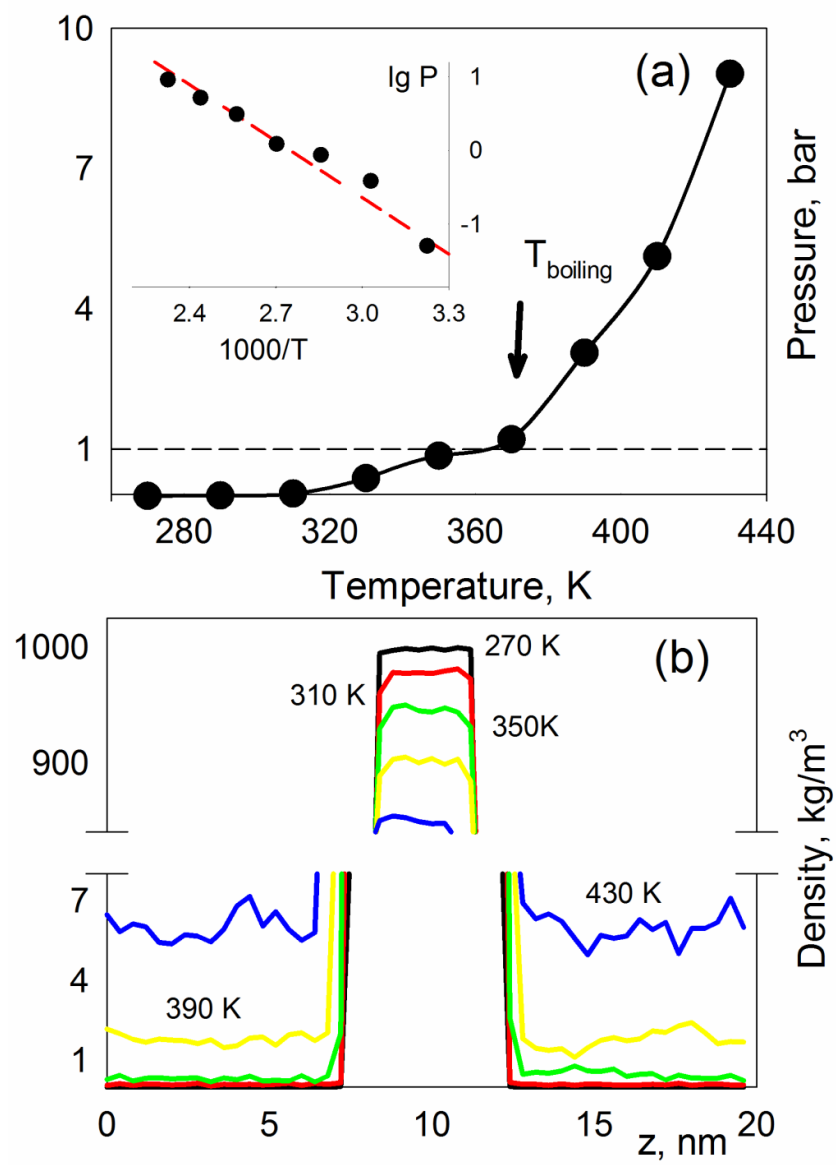 10
(a)
lg P
1
0
-1
2.4 2.7 3.0 3.3
1000/T
T_boiling
7
4
1
Pressure, bar
280 320 360 400 440
Temperature, K
(b)
1000
900
270 K
310 K
350K
7
4
1
430 K
390 K
Density, kg/m³
0 5 10 15 20
z, nm